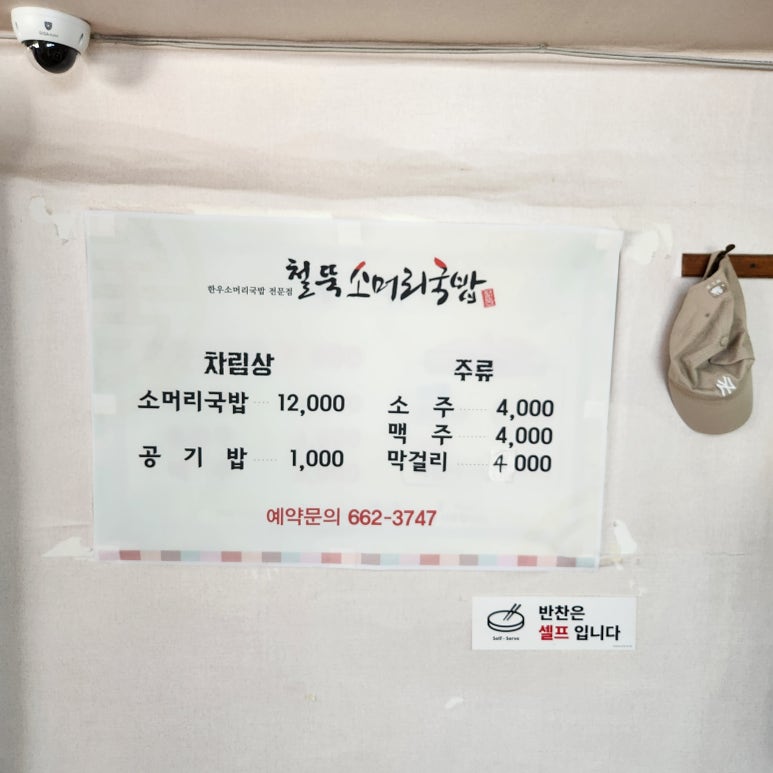 철뚝 소머리국밥
한우소머리국밥 전문점
차림상
소머리국밥 12,000
공기밥 1,000
주류
소주 4,000
맥주 4,000
막걸리 4,000
예약문의 662-3747
반찬은
셀프 입니다
Self - Serve
NY